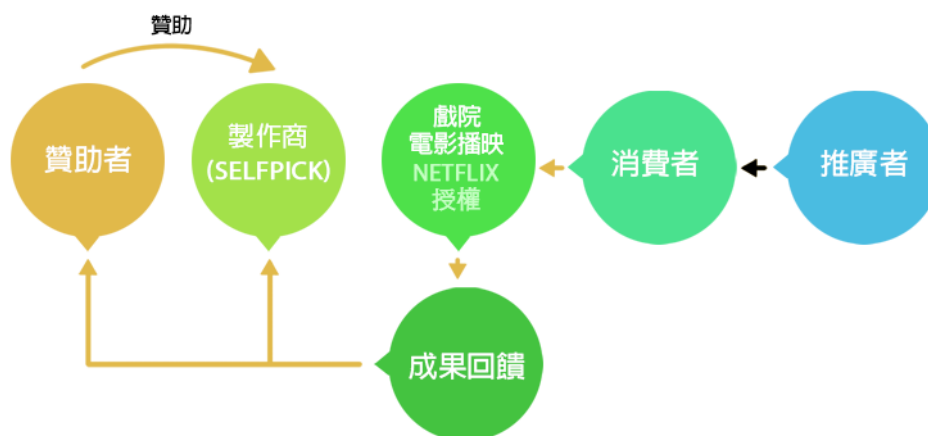 贊助
贊助者
製作商
(SELFPICK)
戲院
電影播映
NETFLIX
授權
消費者
推廣者
成果回饋